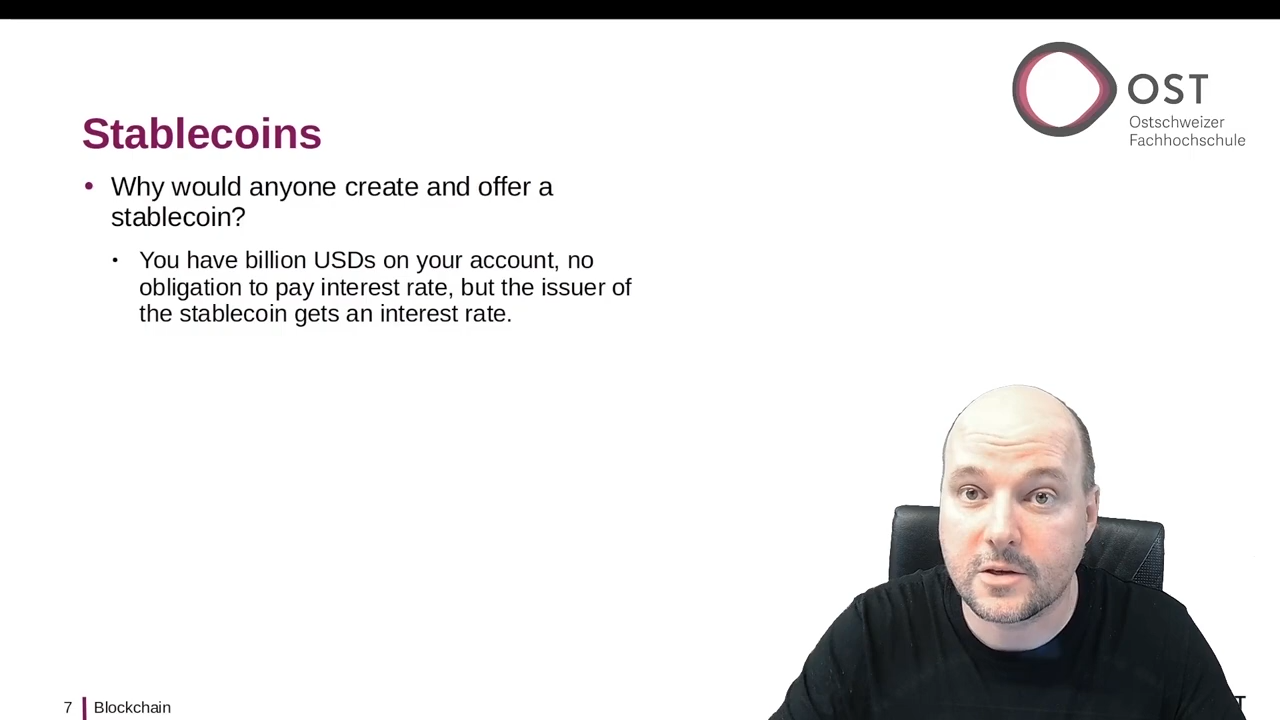 OST
Ostschweizer
Fachhochschule
Stablecoins
• Why would anyone create and offer a
stablecoin?
• You have billion USDs on your account, no
obligation to pay interest rate, but the issuer of
the stablecoin gets an interest rate.
7 Blockchain